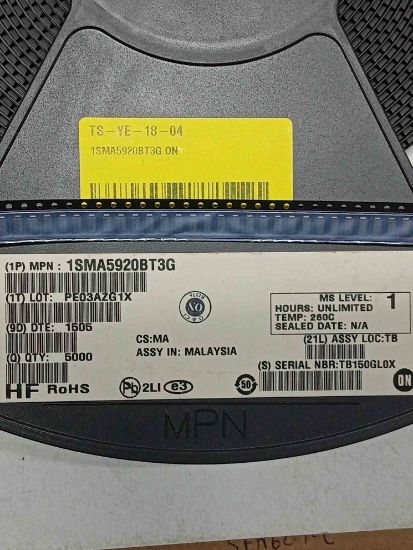 TS-YE-18-04
1SMA5920BT3G ON
(1P) MPN : 1SMA5920BT3G
(1T) LOT: PE03AZG1X
(9D) DTE: 1505
(Q) QTY: 5000
HF RoHS
CS:MA
ASSY IN: MALAYSIA
Pb 2LI e3
MS LEVEL: 1
HOURS: UNLIMITED
TEMP: 260C
SEALED DATE: N/A
(21L) ASSY LOC:TB
(S) SERIAL NBR:TB150GL0X
50
ON
MPN